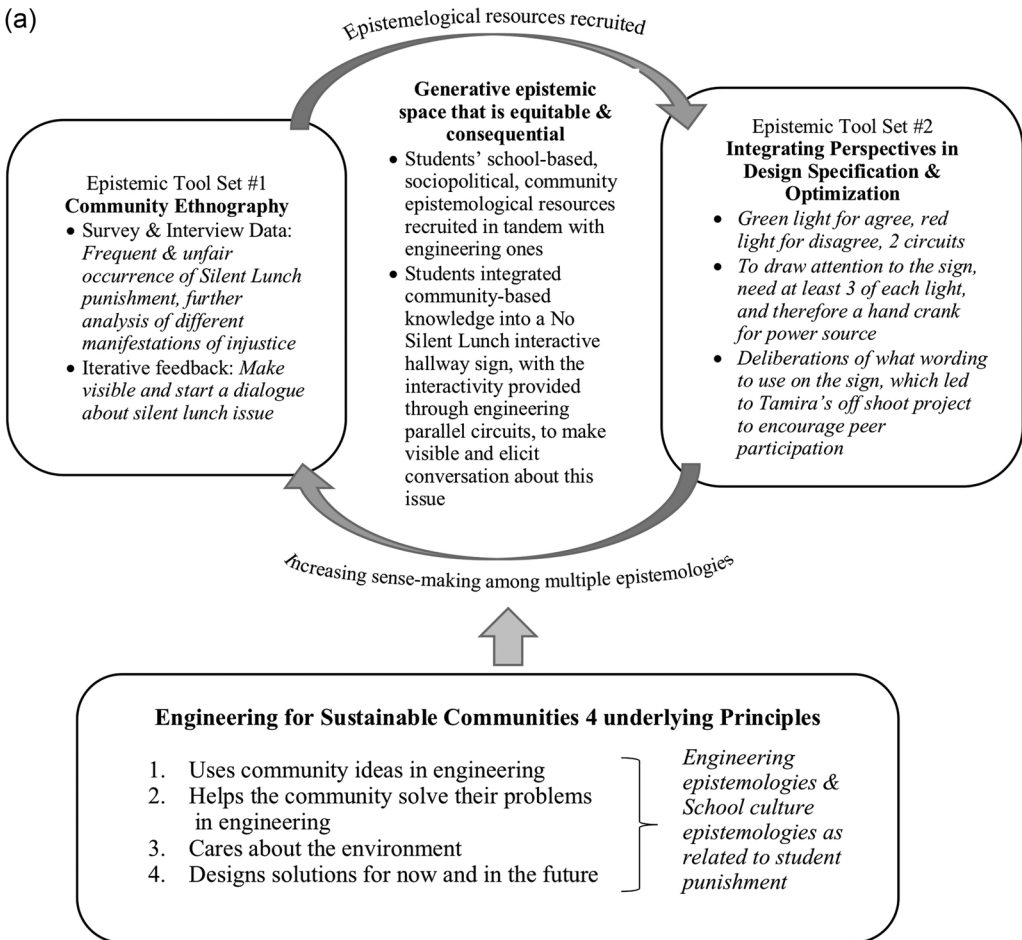 (a)
Epistemelogical resources recruited
Epistemic Tool Set #1
Community Ethnography
• Survey & Interview Data:
Frequent & unfair
occurrence of Silent Lunch
punishment, further
analysis of different
manifestations of injustice
• Iterative feedback: Make
visible and start a dialogue
about silent lunch issue
Generative epistemic
space that is equitable &
consequential
• Students’ school-based,
sociopolitical, community
epistemological resources
recruited in tandem with
engineering ones
• Students integrated
community-based
knowledge into a No
Silent Lunch interactive
hallway sign, with the
interactivity provided
through engineering
parallel circuits, to make
visible and elicit
conversation about this
issue
Epistemic Tool Set #2
Integrating Perspectives in
Design Specification &
Optimization
• Green light for agree, red
light for disagree, 2 circuits
• To draw attention to the sign,
need at least 3 of each light,
and therefore a hand crank
for power source
• Deliberations of what wording
to use on the sign, which led
to Tamira’s off shoot project
to encourage peer
participation
Increasing sense-making among multiple epistemologies
Engineering for Sustainable Communities 4 underlying Principles
1. Uses community ideas in engineering
2. Helps the community solve their problems
in engineering
3. Cares about the environment
4. Designs solutions for now and in the future
Engineering
epistemologies &
School culture
epistemologies as
related to student
punishment